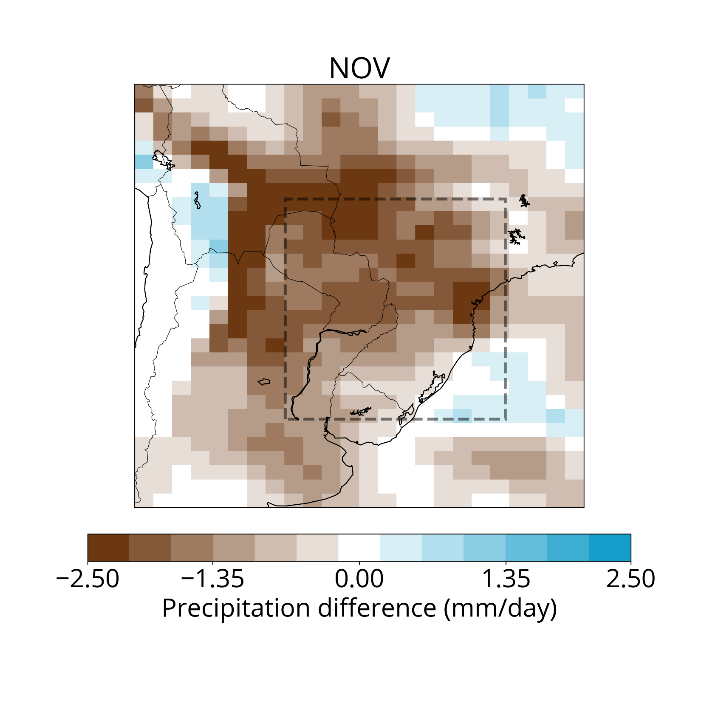 NOV
−2.50 −1.35 0.00 1.35 2.50
Precipitation difference (mm/day)